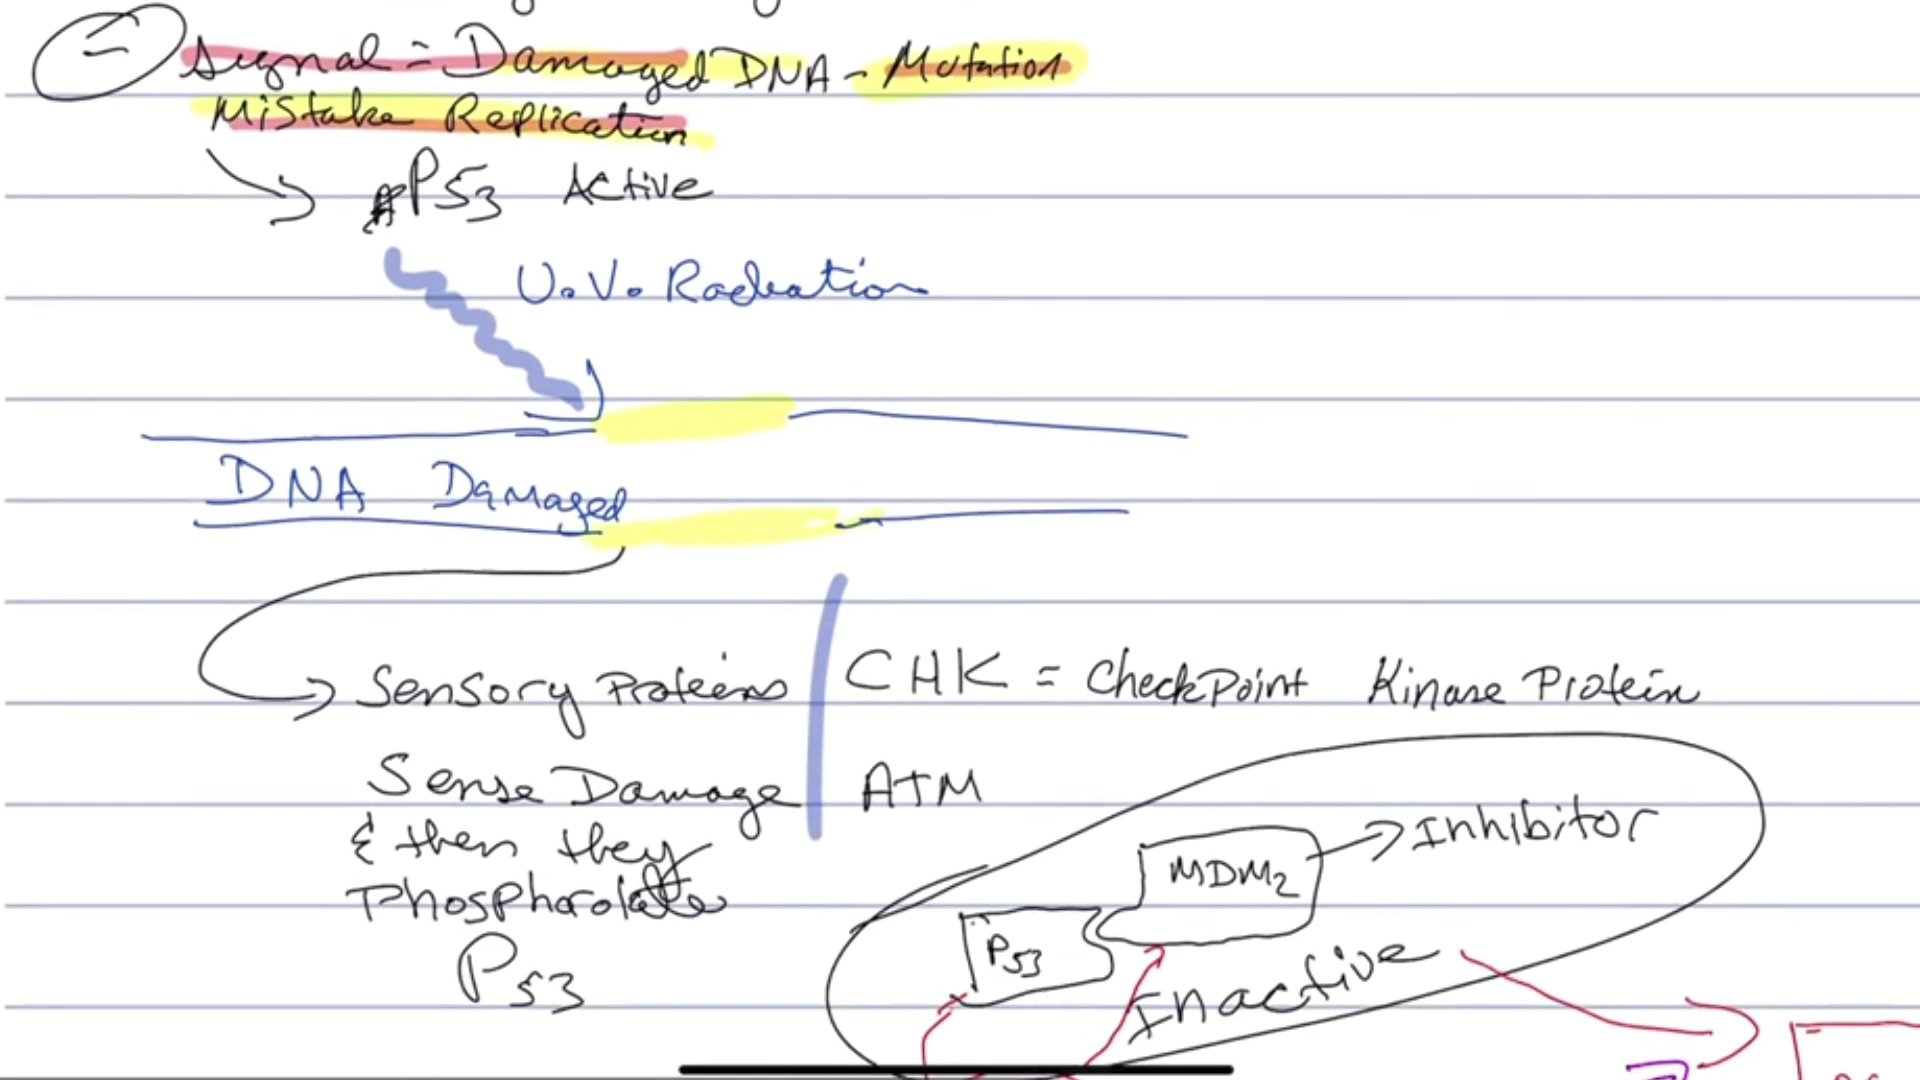 Signal = Damaged DNA - Mutation
Mistake Replication
P53 Active
U.V. Radiation
DNA Damaged
Sensory Proteins
CHK = CheckPoint Kinase Protein
Sense Damage
ATM
& then they
Phosphorolate
P53
MDM2
Inhibitor
P53
Inactive